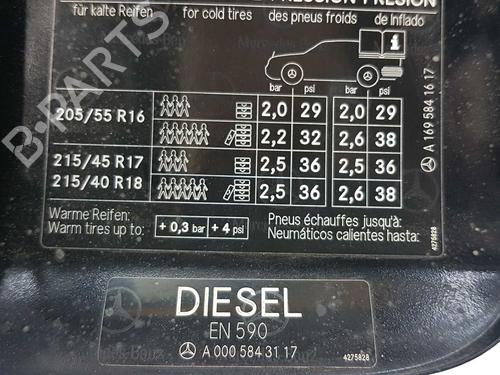 für kalte Reifen for cold tires des pneus froids de Inflado
i
bar psi bar psi
205/55 R16 2,0 29 2,0 29
2,2 32 2,6 38
215/45 R17 2,5 36 2,5 36
215/40 R18 2,5 36 2,6 38
Warme Reifen: Pneus échauffes jusqu'à:
Warm tires up to: + 0,3 bar + 4 psi Neumáticos calientes hasta:
4275828
A 169 584 16 17
DIESEL
EN 590
A 000 584 31 17 4275828
B-PARTS